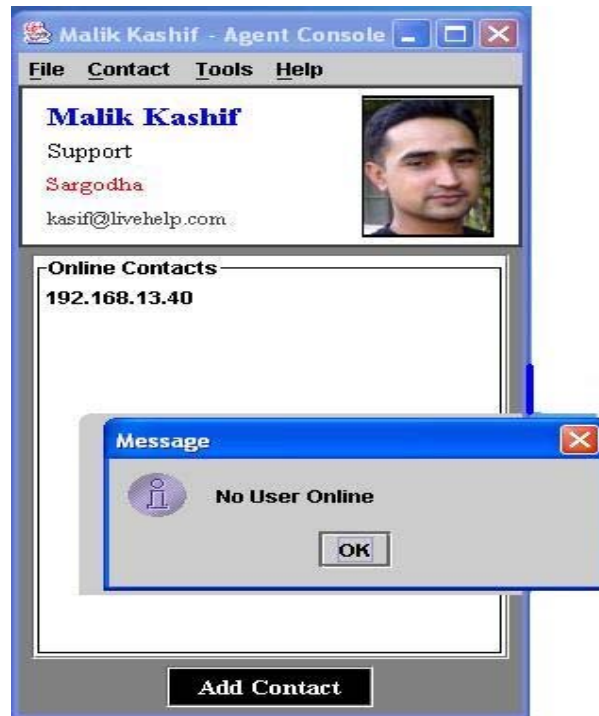 Malik Kashif - Agent Console
File Contact Tools Help
Malik Kashif
Support
Sargodha
kasif@livehelp.com
Online Contacts
192.168.13.40
Message
No User Online
OK
Add Contact